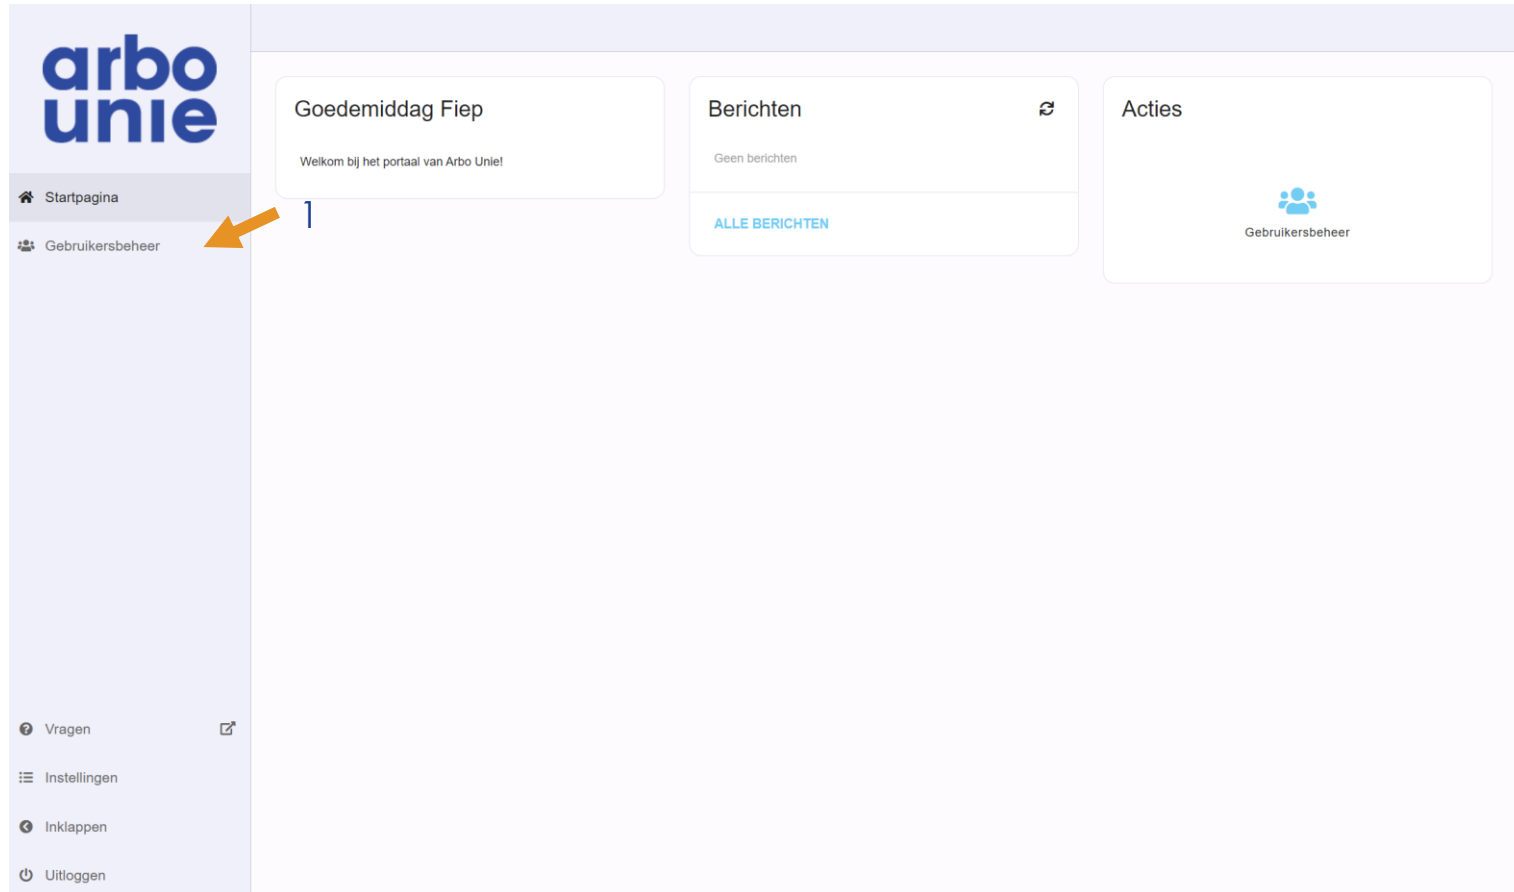 arbo
unie
Startpagina
Gebruikersbeheer
Vragen
Instellingen
Inklappen
Uitloggen
Goedemiddag Fiep
Welkom bij het portaal van Arbo Unie!
1
Berichten
Geen berichten
ALLE BERICHTEN
Acties
Gebruikersbeheer